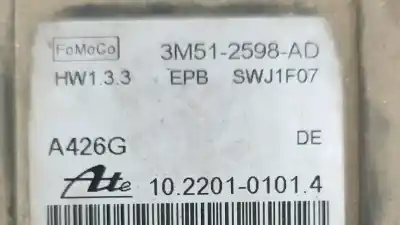 FoMoCo 3M51-2598-AD
HW1.3.3 EPB SWJ1F07
A426G DE
Ate 10.2201-0101.4